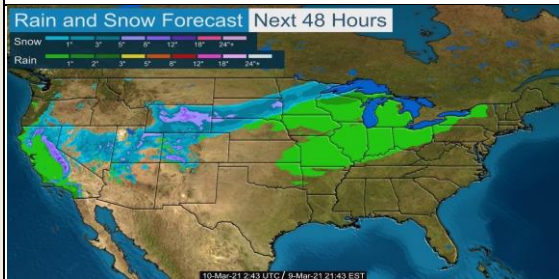 Rain and Snow Forecast Next 48 Hours
Snow
1" 3" 5" 8" 12" 18" 24"+
Rain
1" 2" 3" 5" 8" 12" 18" 24"+
10-Mar-21 2:43 UTC / 9-Mar-21 21:43 EST